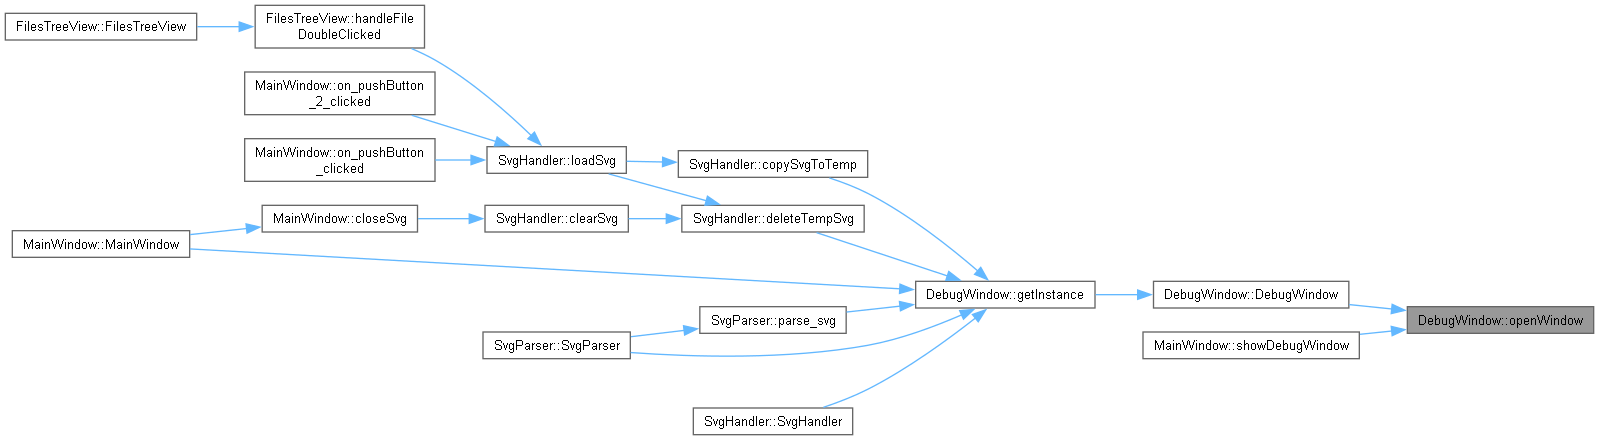 FilesTreeView::FilesTreeView
FilesTreeView::handleFile
DoubleClicked
MainWindow::on_pushButton
_2_clicked
MainWindow::on_pushButton
_clicked
SvgHandler::loadSvg
SvgHandler::copySvgToTemp
MainWindow::closeSvg
SvgHandler::clearSvg
SvgHandler::deleteTempSvg
MainWindow::MainWindow
DebugWindow::getInstance
DebugWindow::DebugWindow
DebugWindow::openWindow
SvgParser::parse_svg
SvgParser::SvgParser
MainWindow::showDebugWindow
SvgHandler::SvgHandler